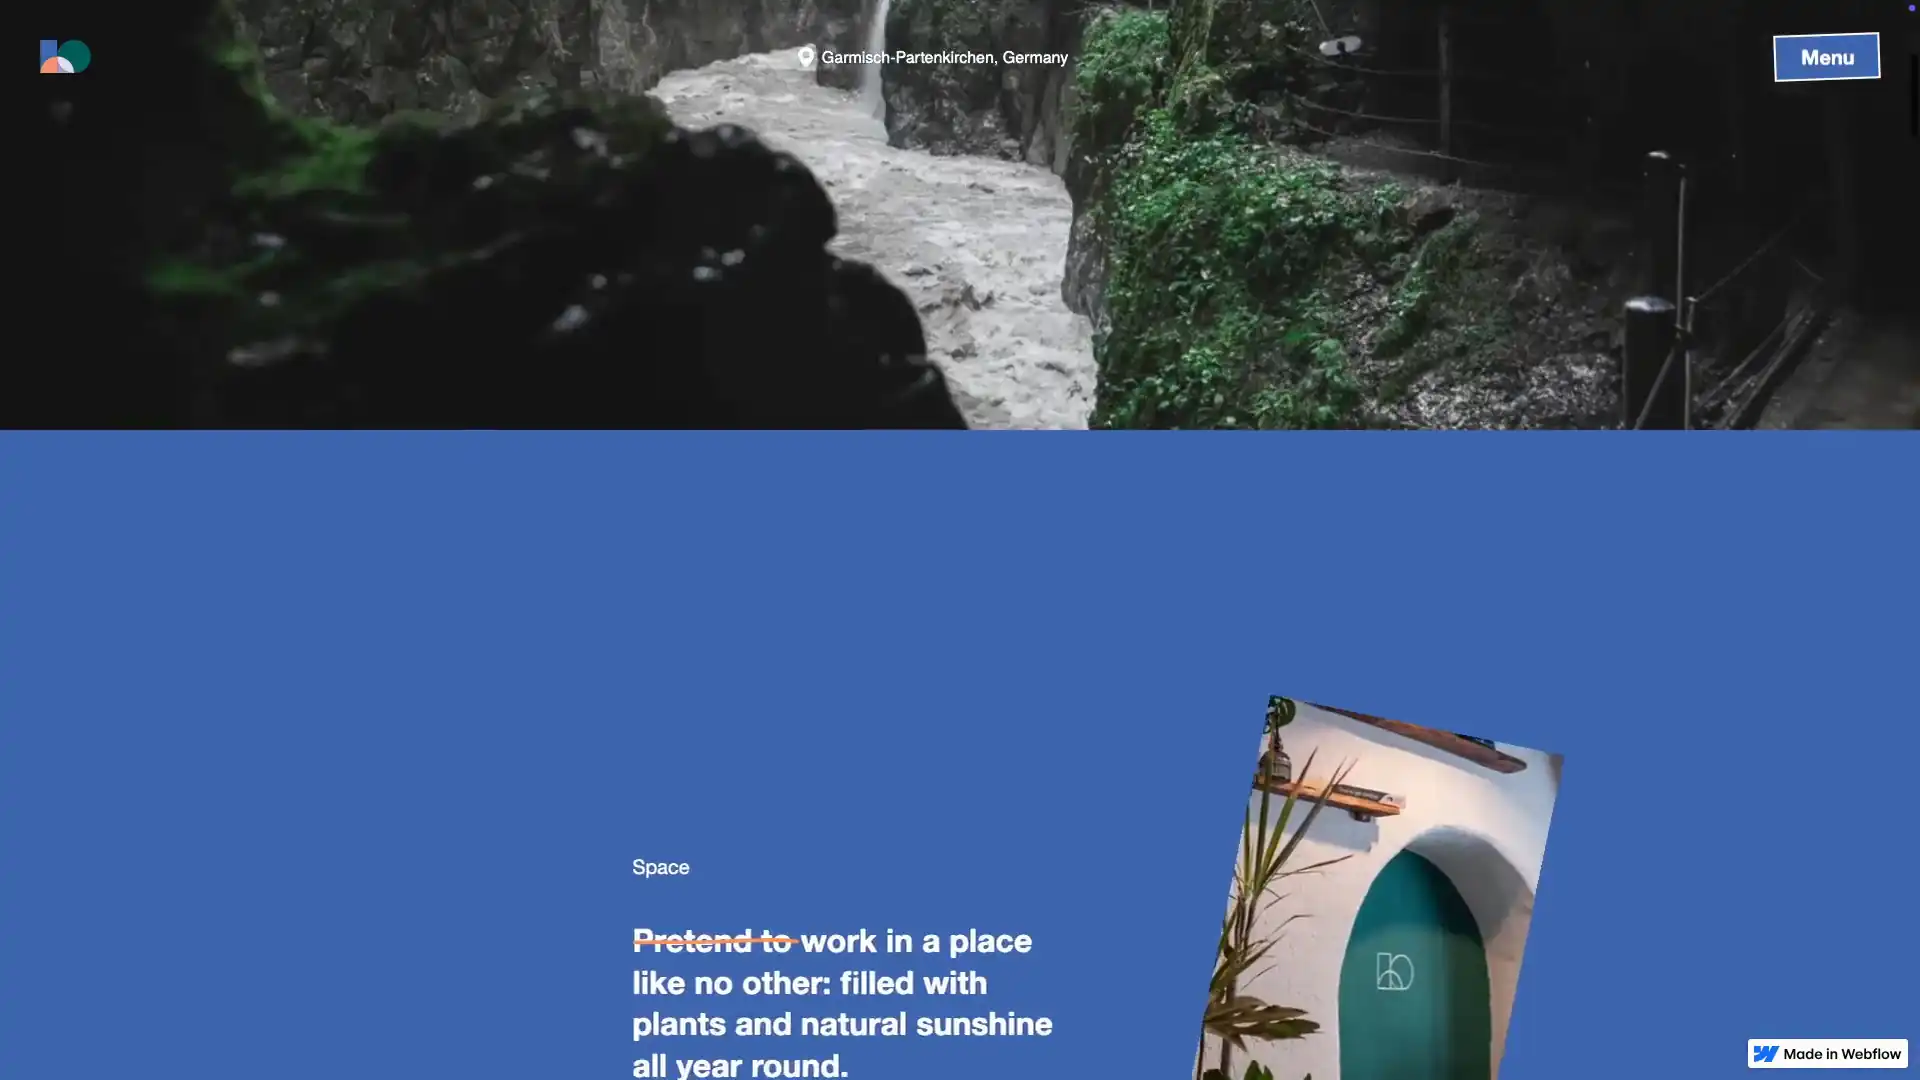 Garmisch-Partenkirchen, Germany
Menu
Space
Pretend to work in a place
like no other: filled with
plants and natural sunshine
all year round.
Made in Webflow